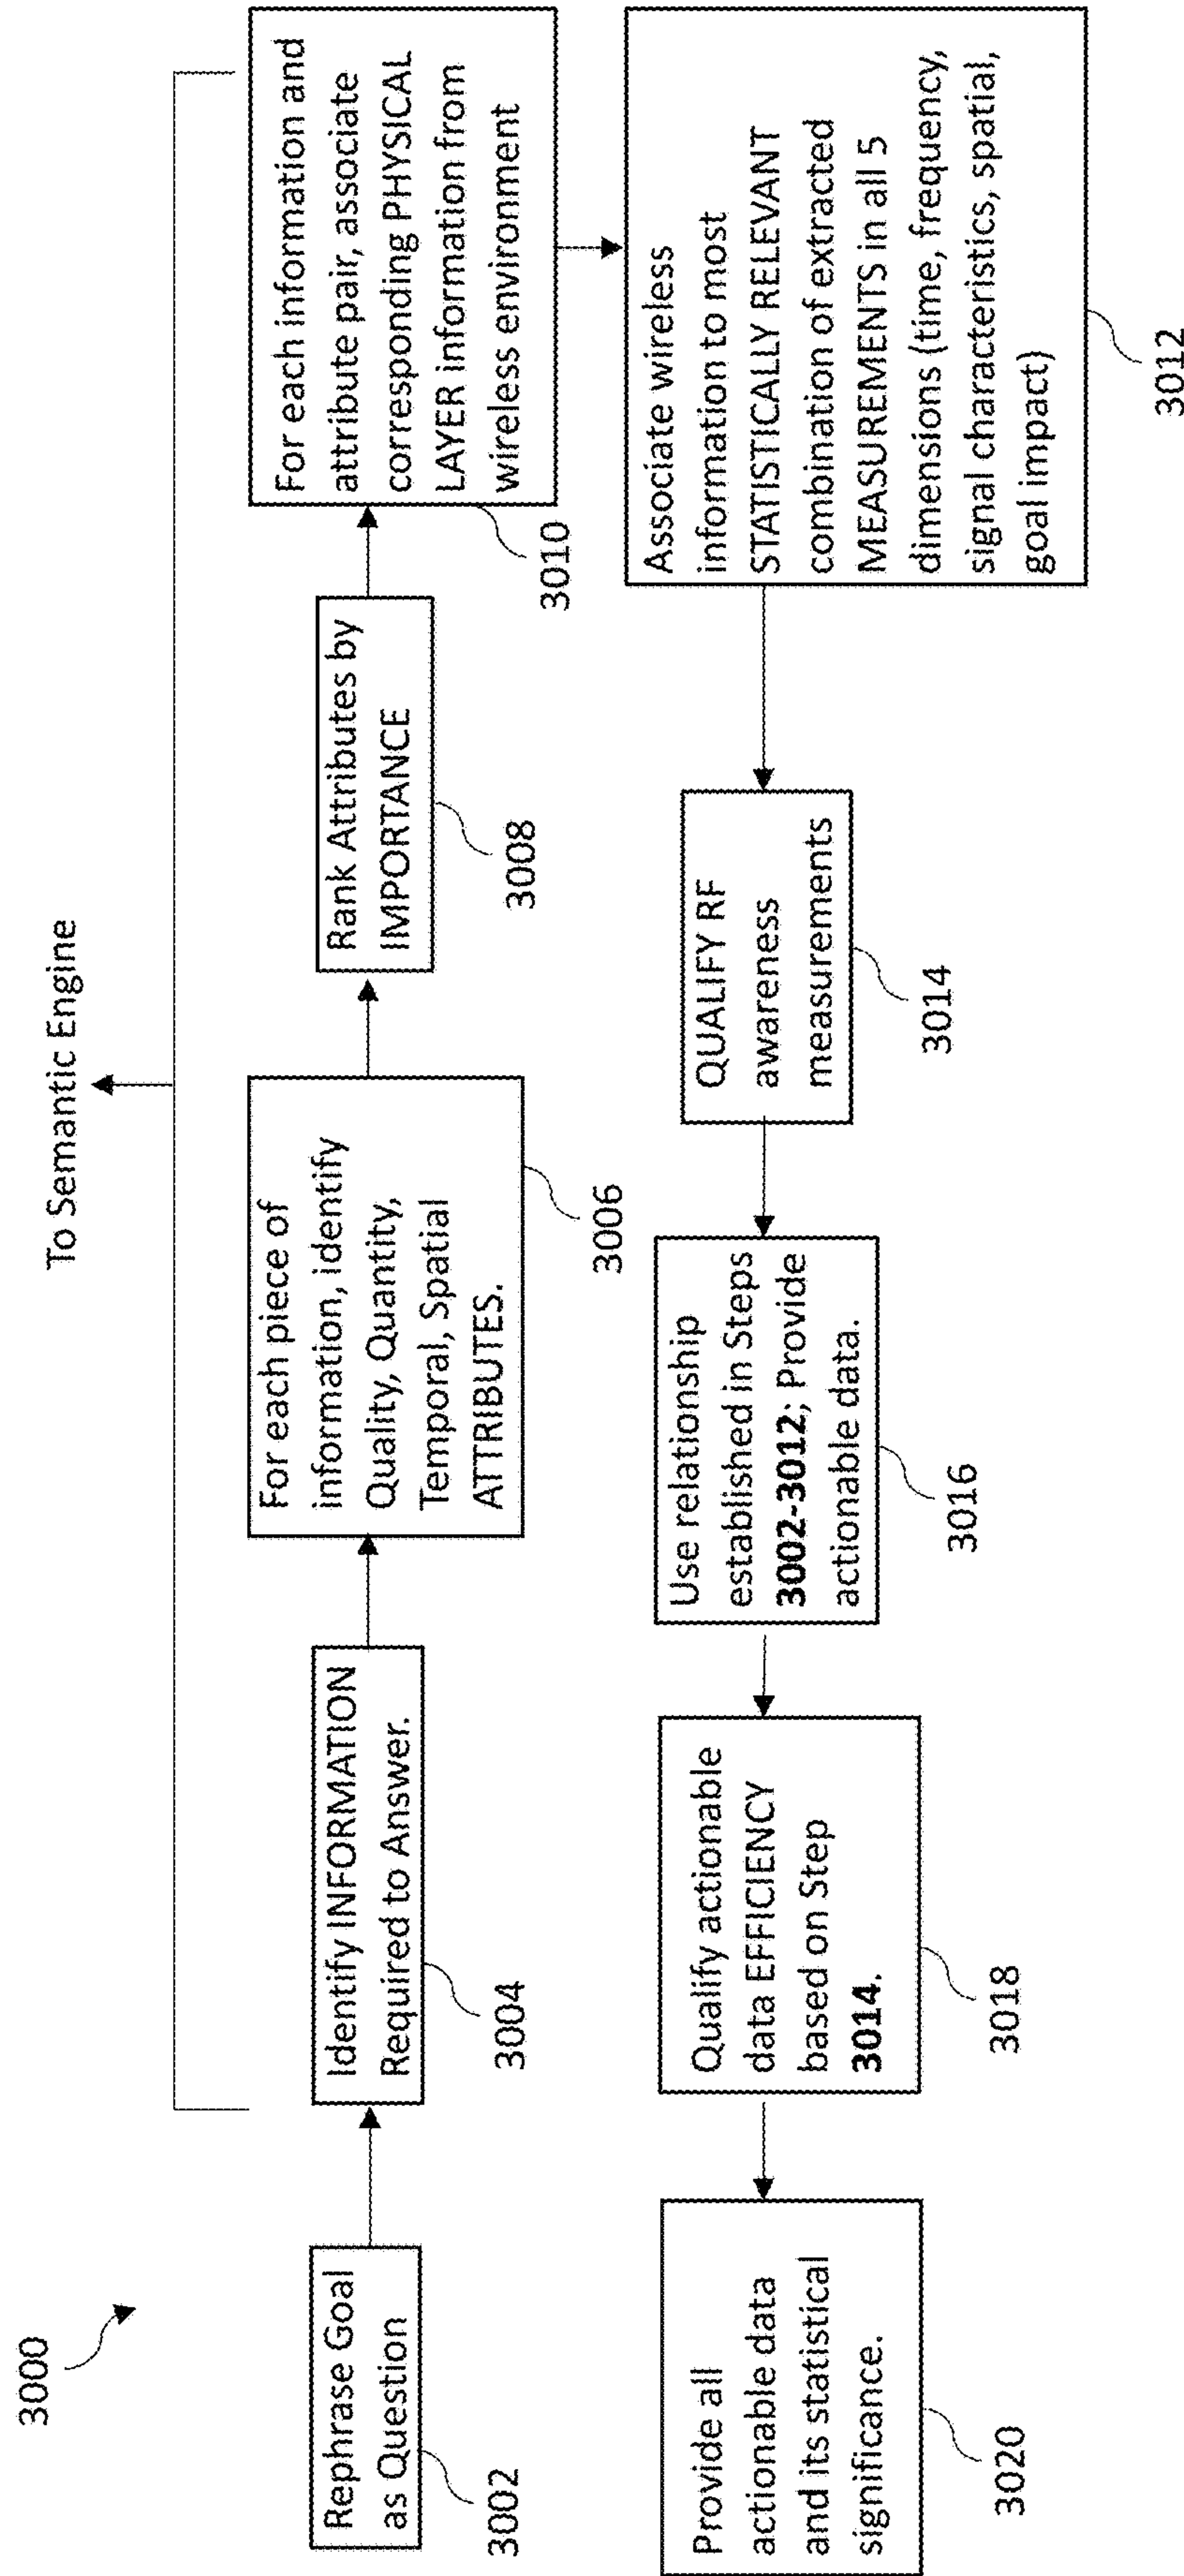 To Semantic Engine
3000
Rephrase Goal
as Question
3002
Identify INFORMATION
Required to Answer.
3004
For each piece of
information, identify
Quality, Quantity,
Temporal, Spatial
ATTRIBUTES.
3006
Rank Attributes by
IMPORTANCE
3008
For each information and
attribute pair, associate
corresponding PHYSICAL
LAYER information from
wireless environment
3010
Associate wireless
information to most
STATISTICALLY RELEVANT
combination of extracted
MEASUREMENTS in all 5
dimensions (time, frequency,
signal characteristics, spatial,
goal impact)
3012
QUALIFY RF
awareness
measurements
3014
Use relationship
established in Steps
3002-3012; Provide
actionable data.
3016
Qualify actionable
data EFFICIENCY
based on Step
3014.
3018
Provide all
actionable data
and its statistical
significance.
3020